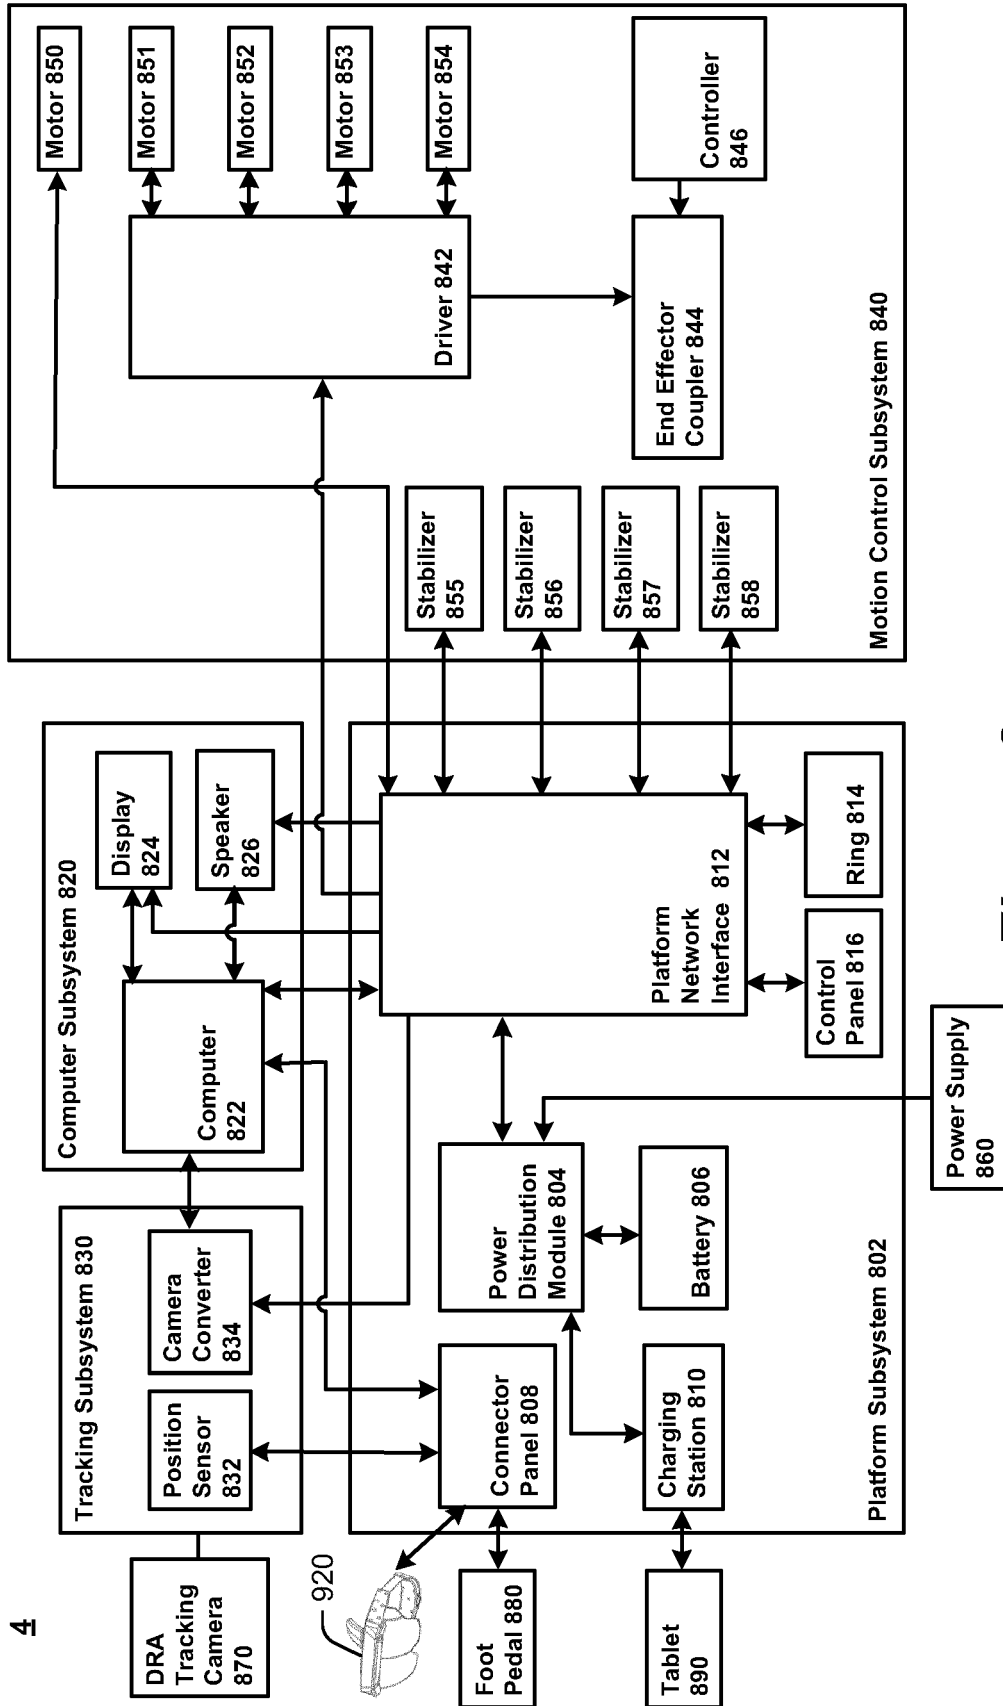 4
DRA
Tracking
Camera
870
Tracking Subsystem 830
Position
Sensor
832
Camera
Converter
834
Computer Subsystem 820
Computer
822
Display
824
Speaker
826
920
Foot
Pedal 880
Tablet
890
Platform Subsystem 802
Connector
Panel 808
Charging
Station 810
Power
Distribution
Module 804
Battery 806
Platform
Network
Interface 812
Control
Panel 816
Ring 814
Power Supply
860
Motion Control Subsystem 840
Stabilizer
855
Stabilizer
856
Stabilizer
857
Stabilizer
858
Driver 842
End Effector
Coupler 844
Controller
846
Motor 850
Motor 851
Motor 852
Motor 853
Motor 854